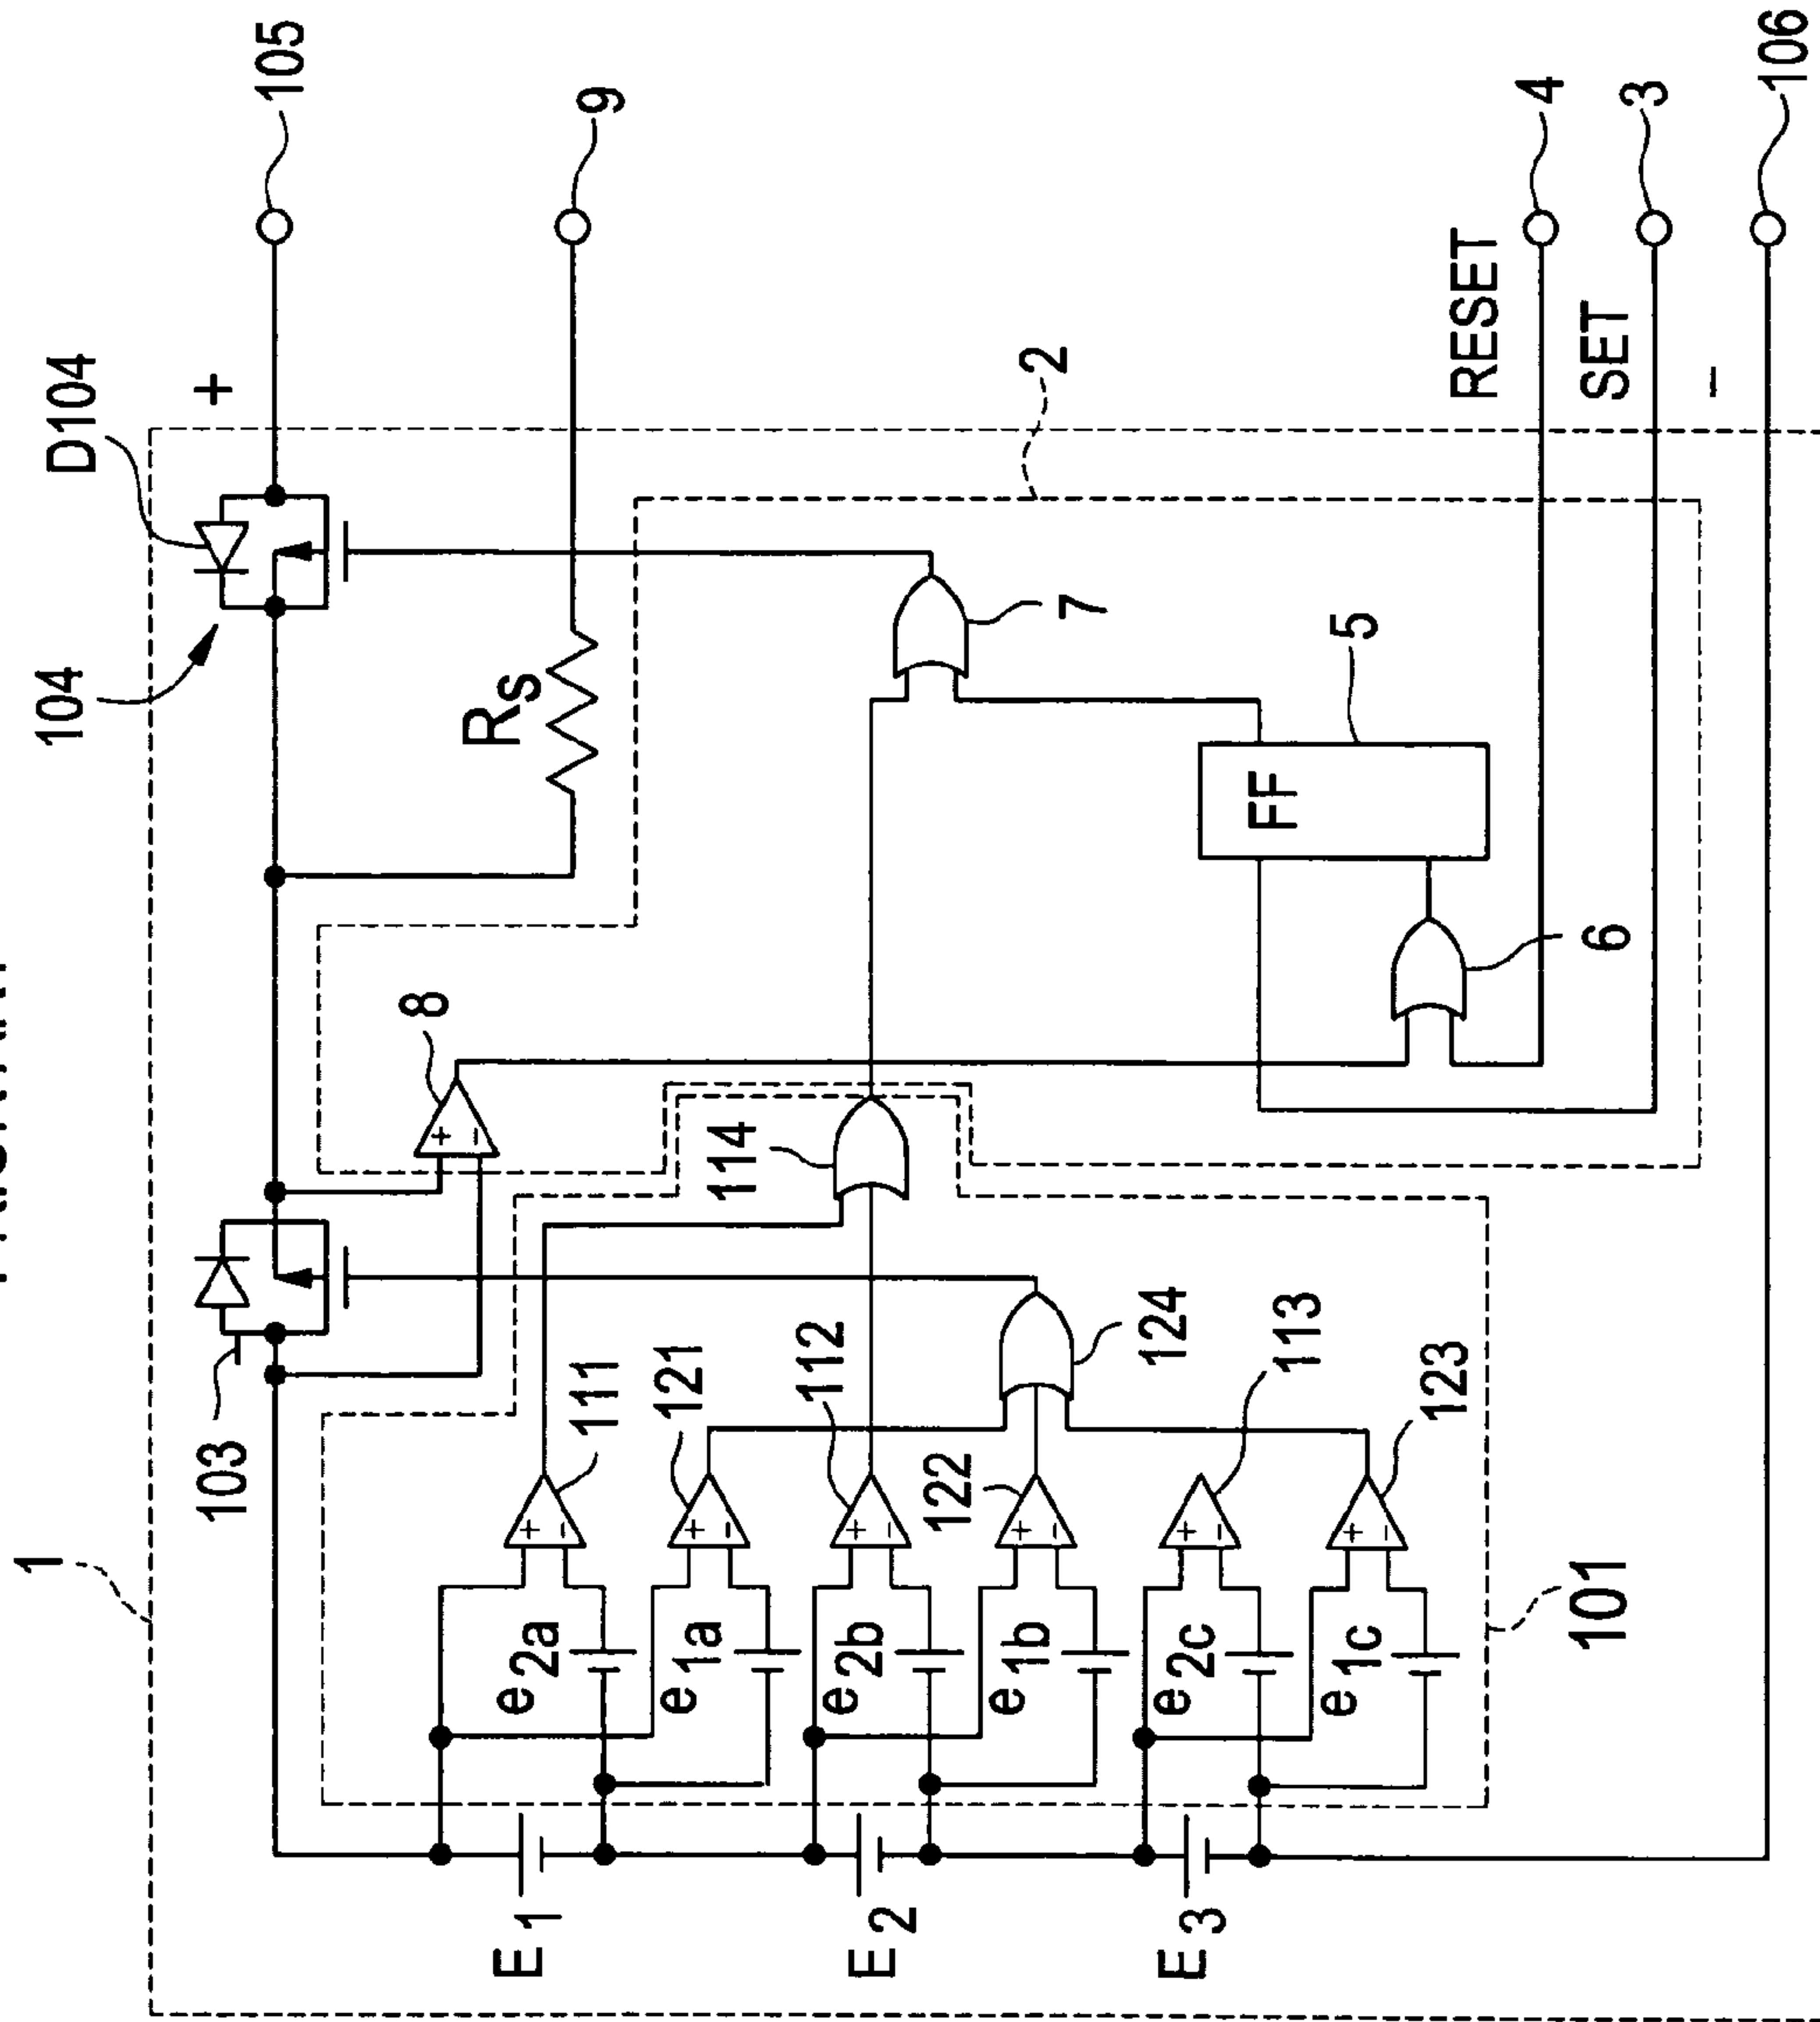 1
103
104
D104
+
105
9
8
Rs
2
114
7
5
FF
6
RESET
4
SET
3
-
106
111
121
112
122
124
113
123
101
e2a
e1a
e2b
e1b
e2c
e1c
E1
E2
E3
+
-
+
-
+
-
+
-
+
-
+
-
+
-